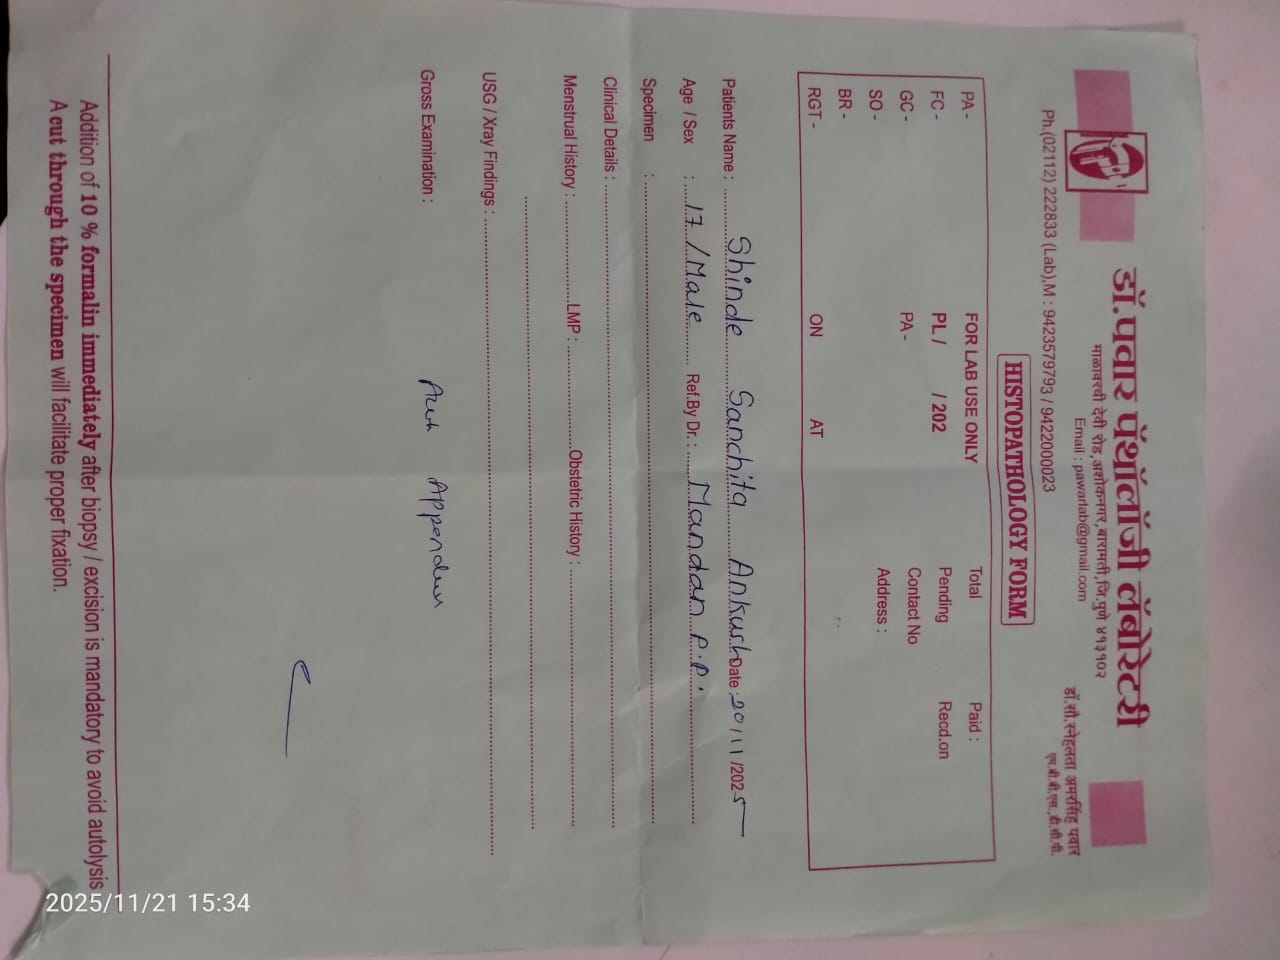 डॉ.पवार पॅथॉलॉजी लॅबोरेटरी
माळावरची देवी रोड,अशोकनगर,बारामती,जि.पुणे ४१३१०२
Email : pawarlab@gmail.com
डॉ.सौ.स्नेहलता अमरसिंह पवार
एम.बी.बी.एस.,डी.सी.पी.
Ph.(02112) 222833 (Lab),M : 9423579793 / 9422000023
HISTOPATHOLOGY FORM
PA - FOR LAB USE ONLY Total Paid :
FC - PL / / 202 Pending Recd.on
GC - PA - Contact No
SO - Address :
BR -
RGT - ON AT
Patients Name : Shinde Sanchita Ankush Date : 20/11/2025
Age / Sex : 17 / Male Ref.By Dr.: Mandan P.P.
Specimen :
Clinical Details :
Menstrual History : LMP : Obstetric History :
USG / Xray Findings :
Gross Examination :
Addition of 10 % formalin immediately after biopsy / excision is mandatory to avoid autolysis
A cut through the specimen will facilitate proper fixation.
2025/11/21 15:34